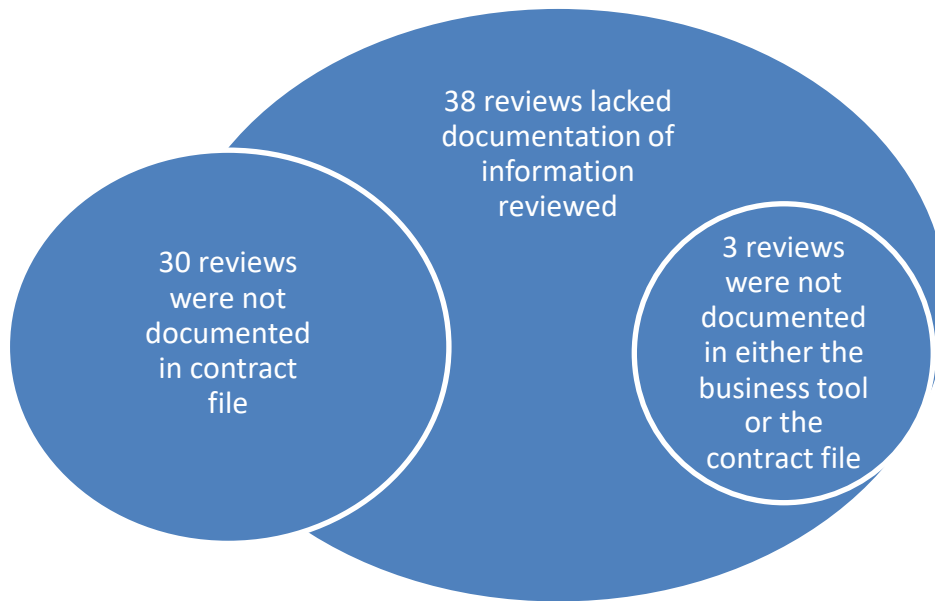 38 reviews lacked
documentation of
information
reviewed
30 reviews
were not
documented
in contract
file
3 reviews
were not
documented
in either the
business tool
or the
contract file